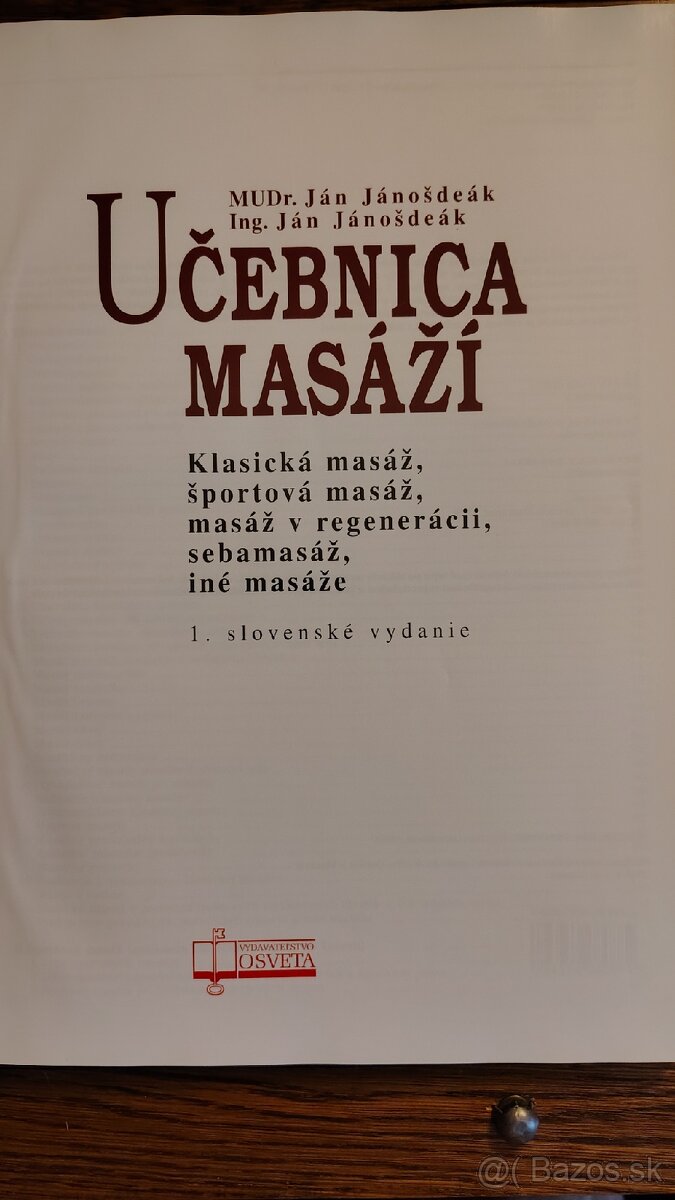 MUDr. Ján Jánošdeák
Ing. Ján Jánošdeák
UČEBNICA
MASÁŽÍ
Klasická masáž,
športová masáž,
masáž v regenerácii,
sebamasáž,
iné masáže
1. slovenské vydanie
VYDAVATEĽSTVO
OSVETA
@( Bazos.sk